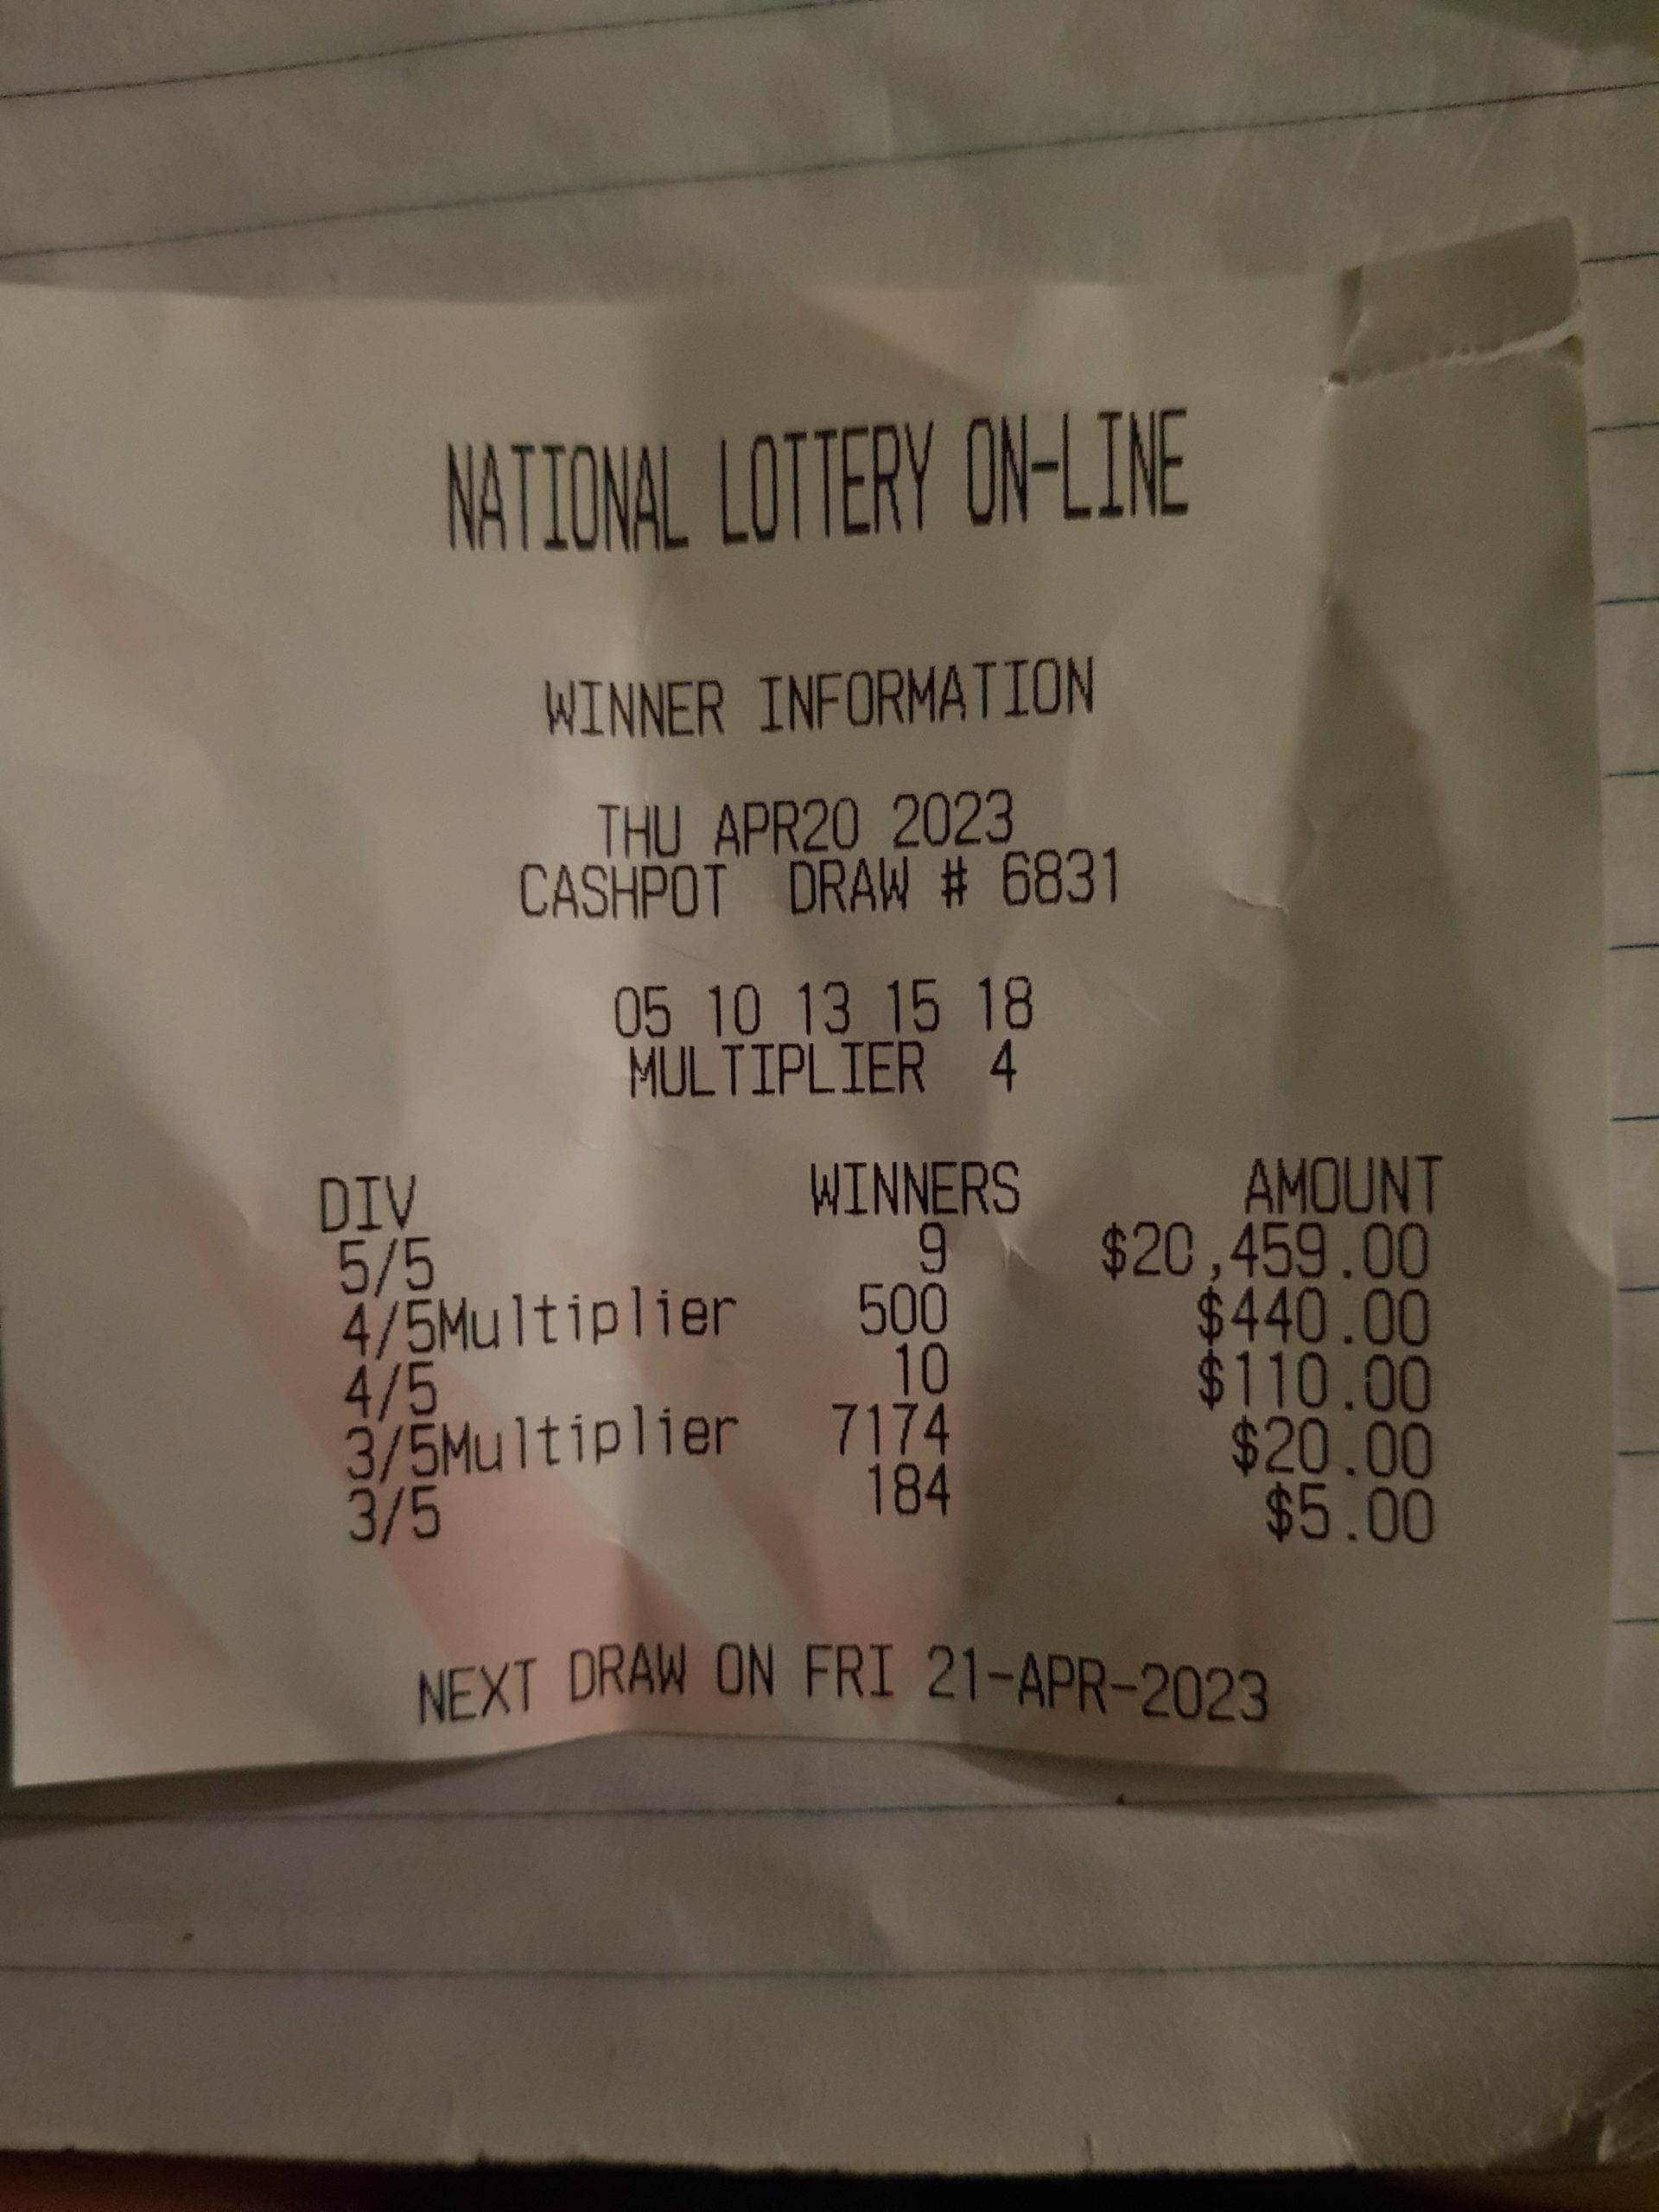 NATIONAL LOTTERY ON-LINE
WINNER INFORMATION
THU APR20 2023
CASHPOT DRAW # 6831
05 10 13 15 18
MULTIPLIER 4
DIV WINNERS AMOUNT
5/5 9 $20,459.00
4/5Multiplier 500 $440.00
4/5 10 $110.00
3/5Multiplier 7174 $20.00
3/5 184 $5.00
NEXT DRAW ON FRI 21-APR-2023